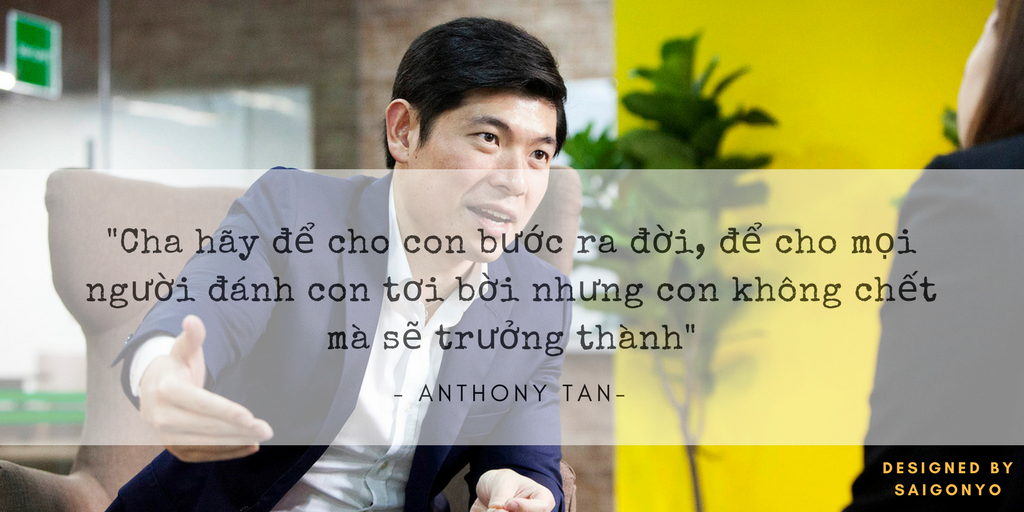 "Cha hãy để cho con bước ra đời, để cho mọi
người đánh con tơi bời nhưng con không chết
mà sẽ trưởng thành"
- ANTHONY TAN-
DESIGNED BY
SAIGONYO